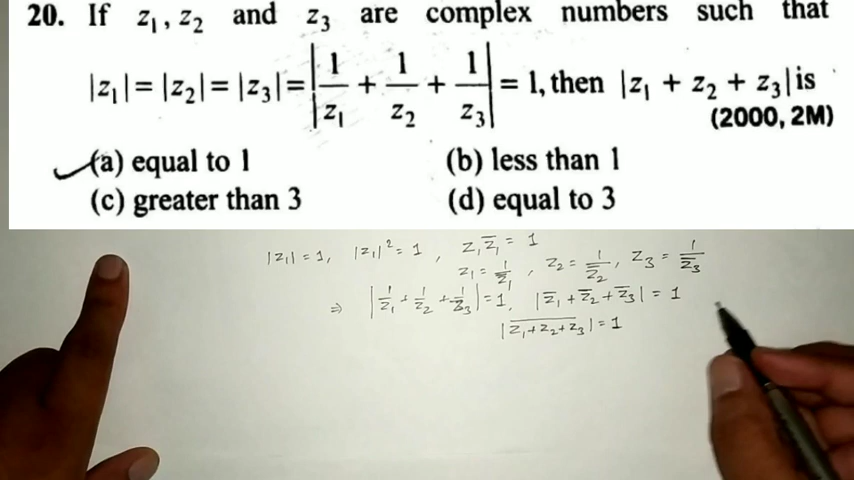 20. If z₁, z₂ and z₃ are complex numbers such that
|z₁| = |z₂| = |z₃| = |1/z₁ + 1/z₂ + 1/z₃| = 1, then |z₁ + z₂ + z₃| is
(2000, 2M)
(a) equal to 1 (b) less than 1
(c) greater than 3 (d) equal to 3
|z₁| = 1, |z₁|² = 1, z₁z̅₁ = 1
z₁ = 1/z̅₁, z₂ = 1/z̅₂, z₃ = 1/z̅₃
⇒ |1/z₁ + 1/z₂ + 1/z₃| = 1, |z̅₁ + z̅₂ + z̅₃| = 1
|z̅₁̅ ̅+̅ ̅z̅₂̅ ̅+̅ ̅z̅₃̅| = 1